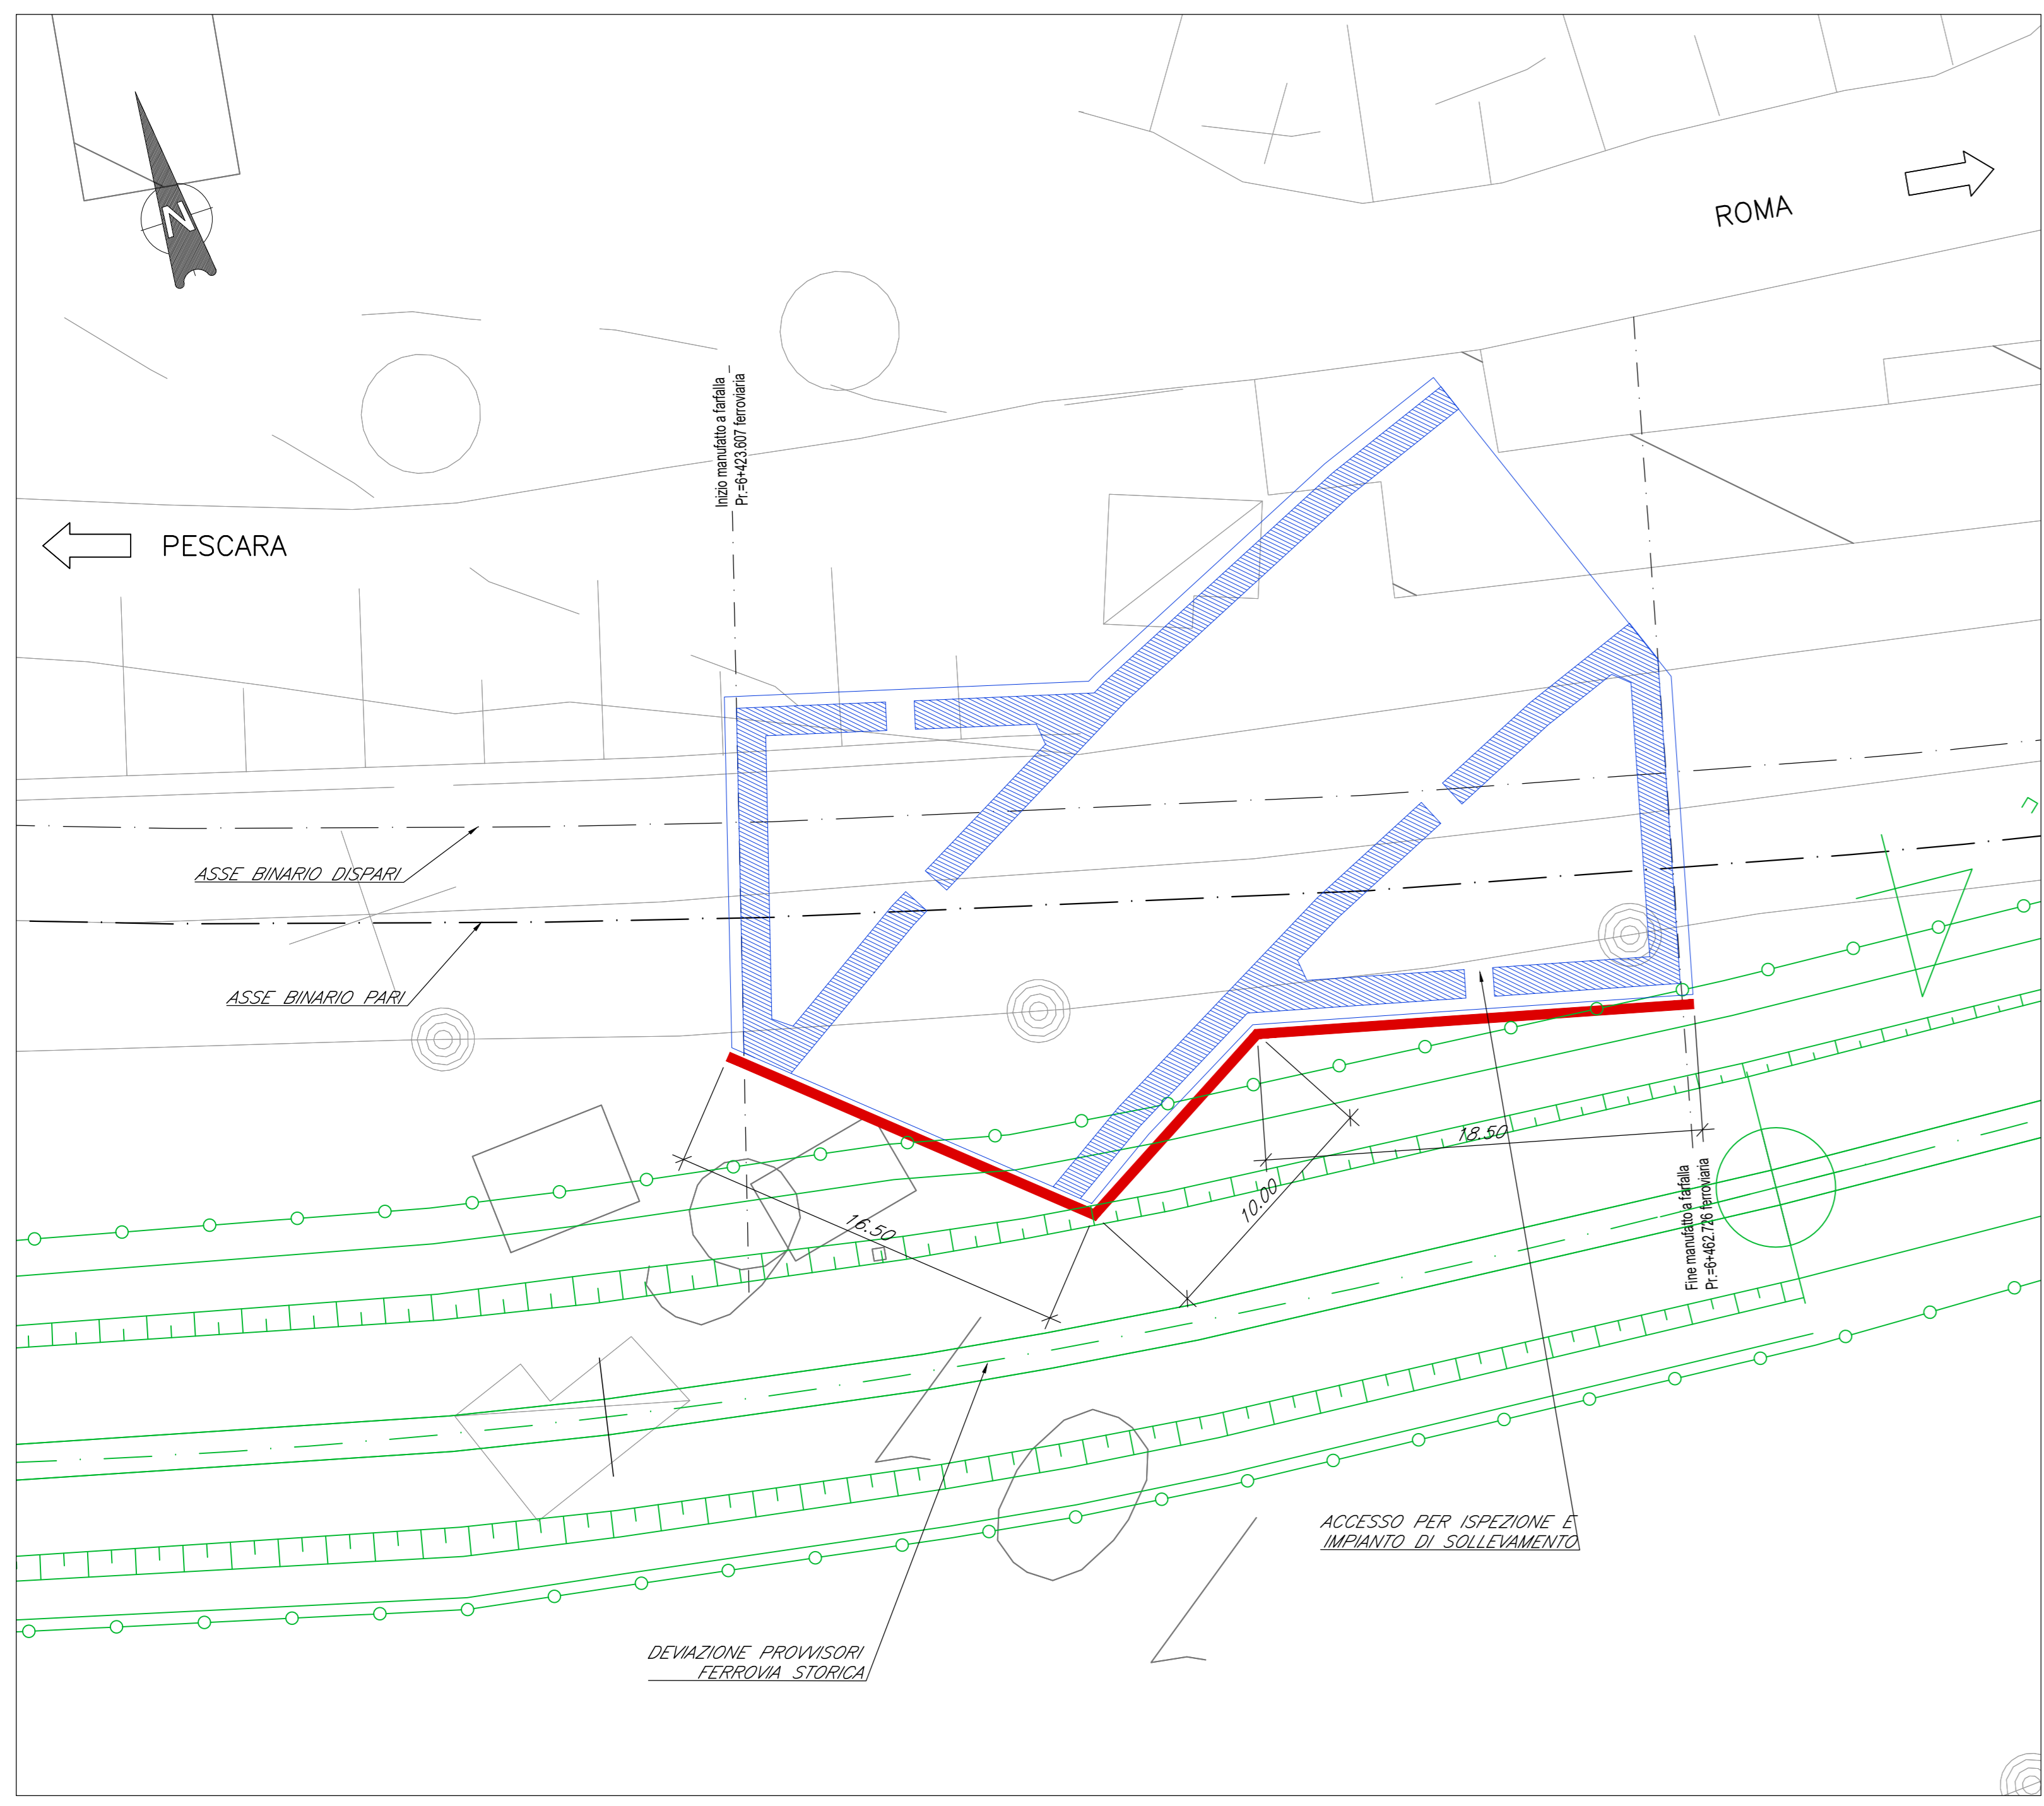 N
ROMA
Inizio manufatto a farfalla
Pr.=6+423.607 ferroviaria
PESCARA
ASSE BINARIO DISPARI
ASSE BINARIO PARI
18.50
10.00
16.50
Fine manufatto a farfalla
Pr.=6+462.726 ferroviaria
ACCESSO PER ISPEZIONE E
IMPIANTO DI SOLLEVAMENTO
DEVIAZIONE PROVVISORI
FERROVIA STORICA